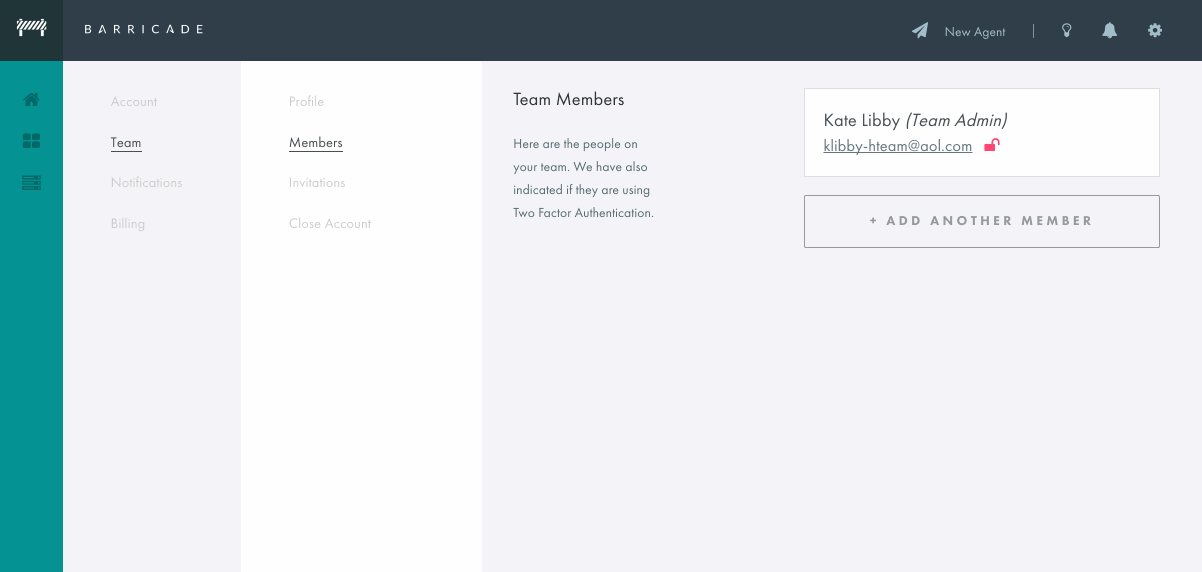 BARRICADE
New Agent
Account
Team
Notifications
Billing
Profile
Members
Invitations
Close Account
Team Members
Here are the people on
your team. We have also
indicated if they are using
Two Factor Authentication.
Kate Libby (Team Admin)
klibby-hteam@aol.com
+ ADD ANOTHER MEMBER